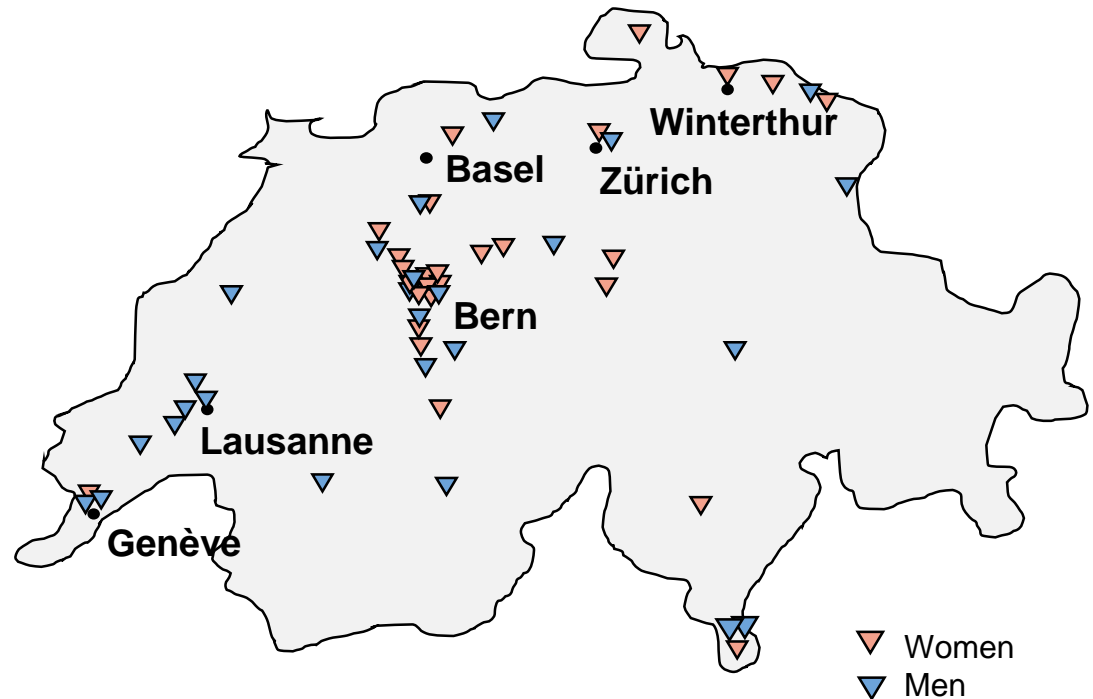 Winterthur
Basel
Zürich
Bern
Lausanne
Genève
Women
Men